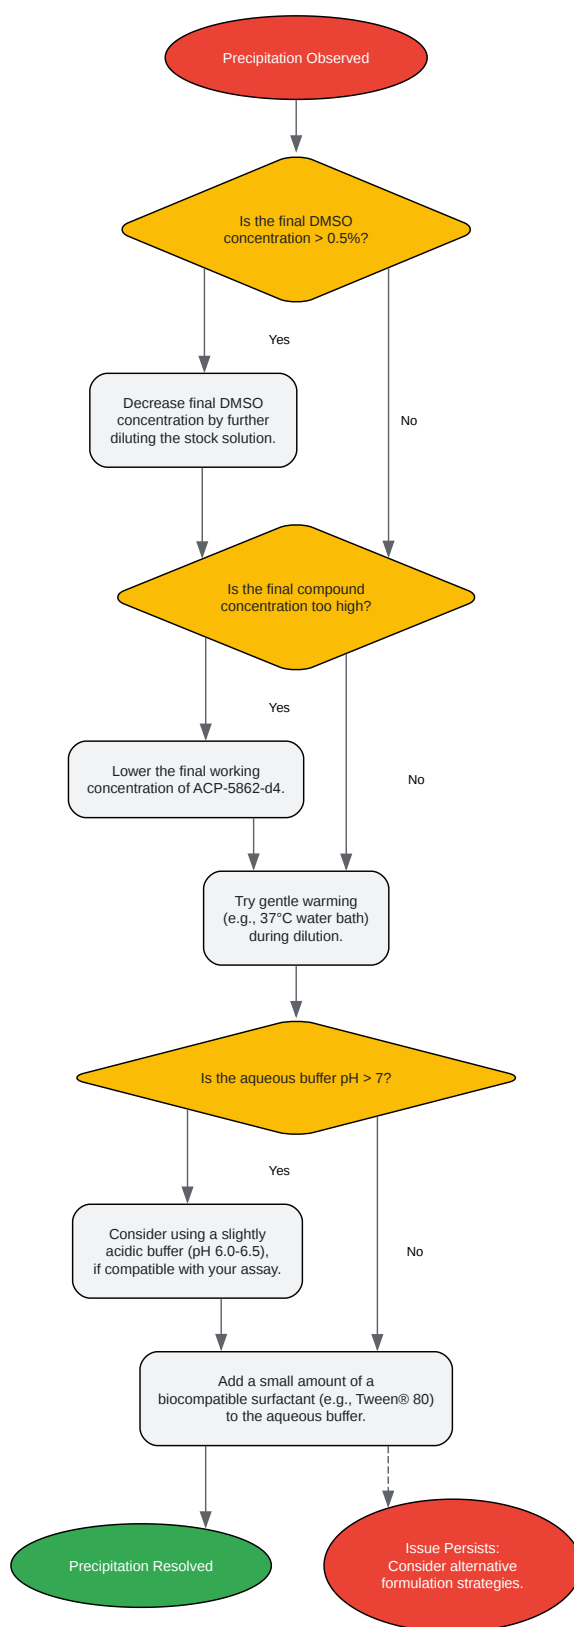 Precipitation Observed
Is the final DMSO
concentration > 0.5%?
Yes
Decrease final DMSO
concentration by further
diluting the stock solution.
No
Is the final compound
concentration too high?
Yes
Lower the final working
concentration of ACP-5862-d4.
No
Try gentle warming
(e.g., 37°C water bath)
during dilution.
Is the aqueous buffer pH > 7?
Yes
Consider using a slightly
acidic buffer (pH 6.0-6.5),
if compatible with your assay.
No
Add a small amount of a
biocompatible surfactant (e.g., Tween® 80)
to the aqueous buffer.
Precipitation Resolved
Issue Persists:
Consider alternative
formulation strategies.